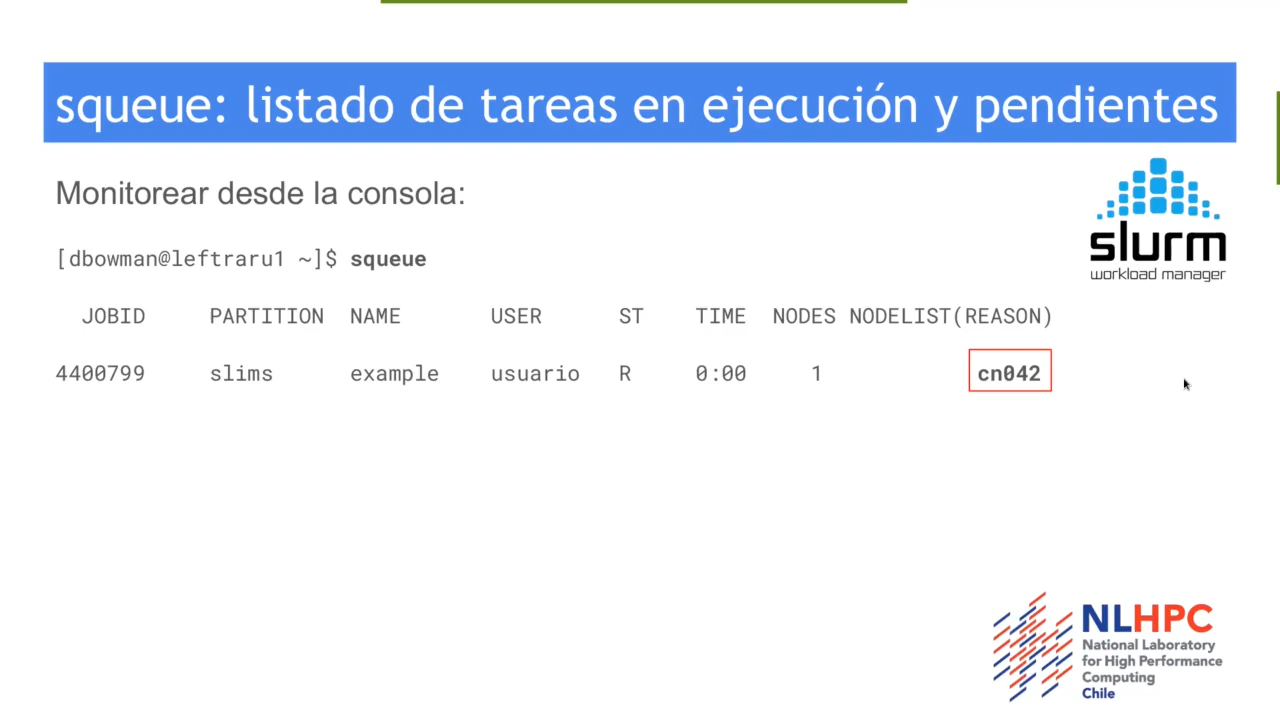 squeue: listado de tareas en ejecución y pendientes
Monitorear desde la consola:
slurm
workload manager
[dbowman@leftraru1 ~]$ squeue
JOBID PARTITION NAME USER ST TIME NODES NODELIST(REASON)
4400799 slims example usuario R 0:00 1 cn042
NLHPC
National Laboratory
for High Performance
Computing
Chile